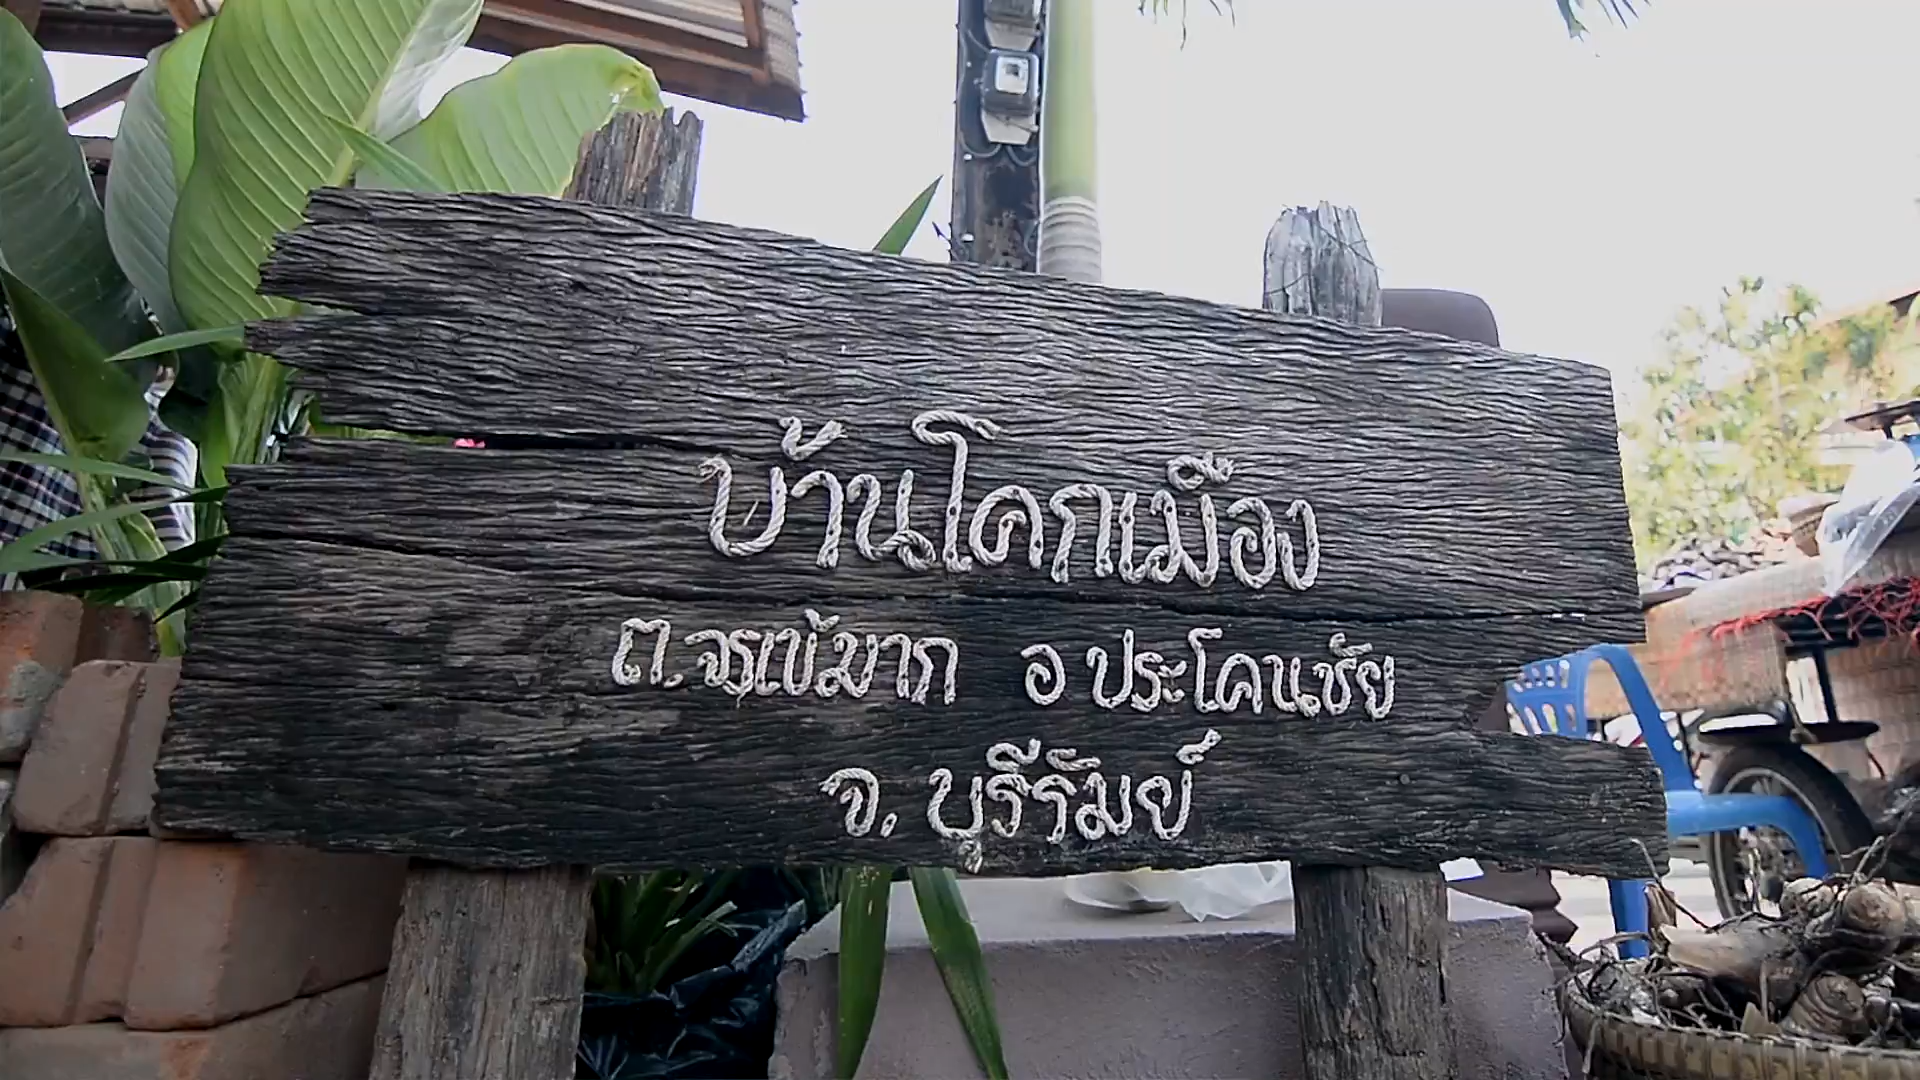 บ้านโคกเมือง
ต.จรเข้มาก อ ประโคนชัย
จ. บุรีรัมย์